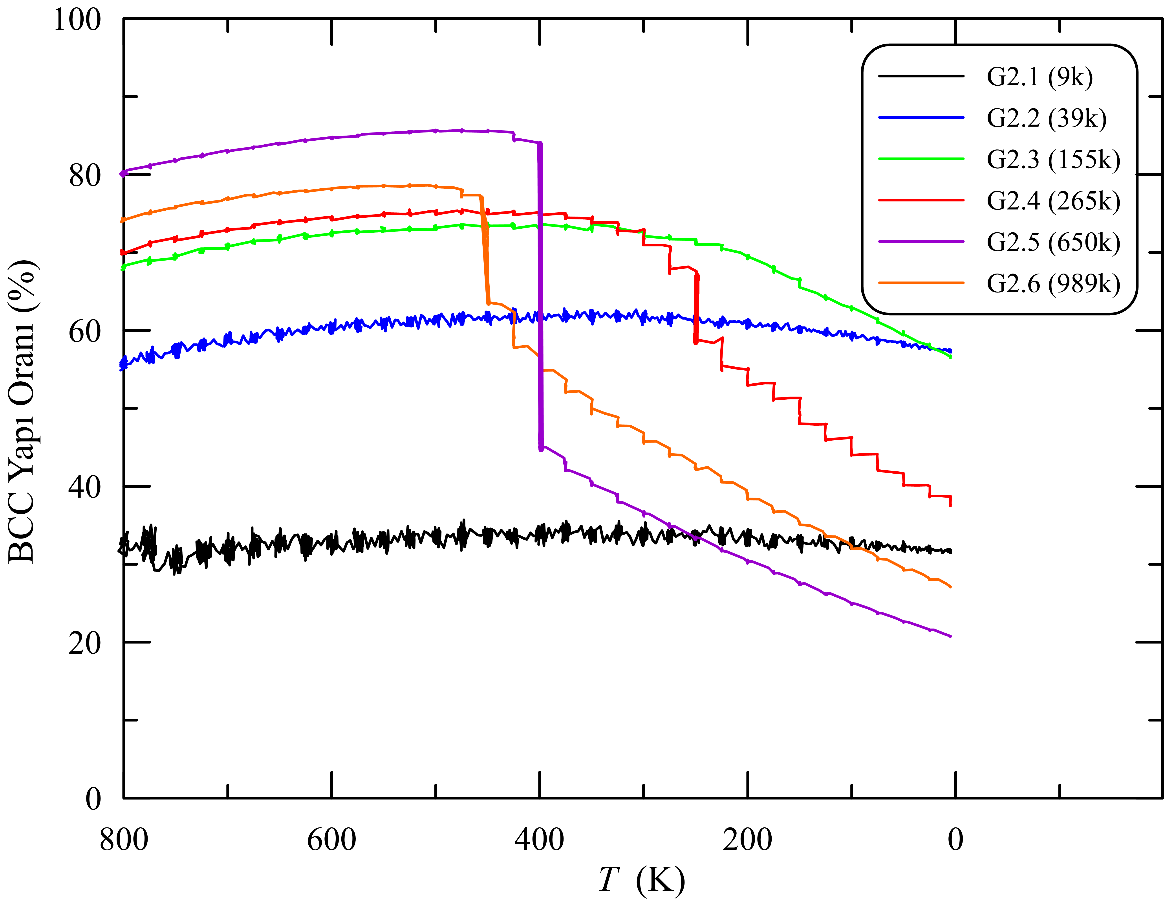 100
80
60
40
20
0
BCC Yapı Oranı (%)
G2.1 (9k)
G2.2 (39k)
G2.3 (155k)
G2.4 (265k)
G2.5 (650k)
G2.6 (989k)
800 600 400 200 0
T (K)